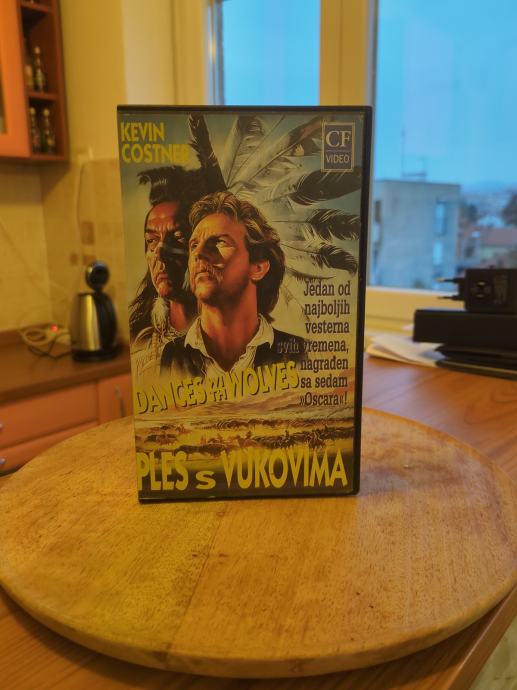 KEVIN
COSTNER
CF
VIDEO
Jedan od
najboljih
vesterna
svih vremena,
nagrađen
sa sedam
»Oscara«!
DANCES WITH WOLVES
PLES s VUKOVIMA